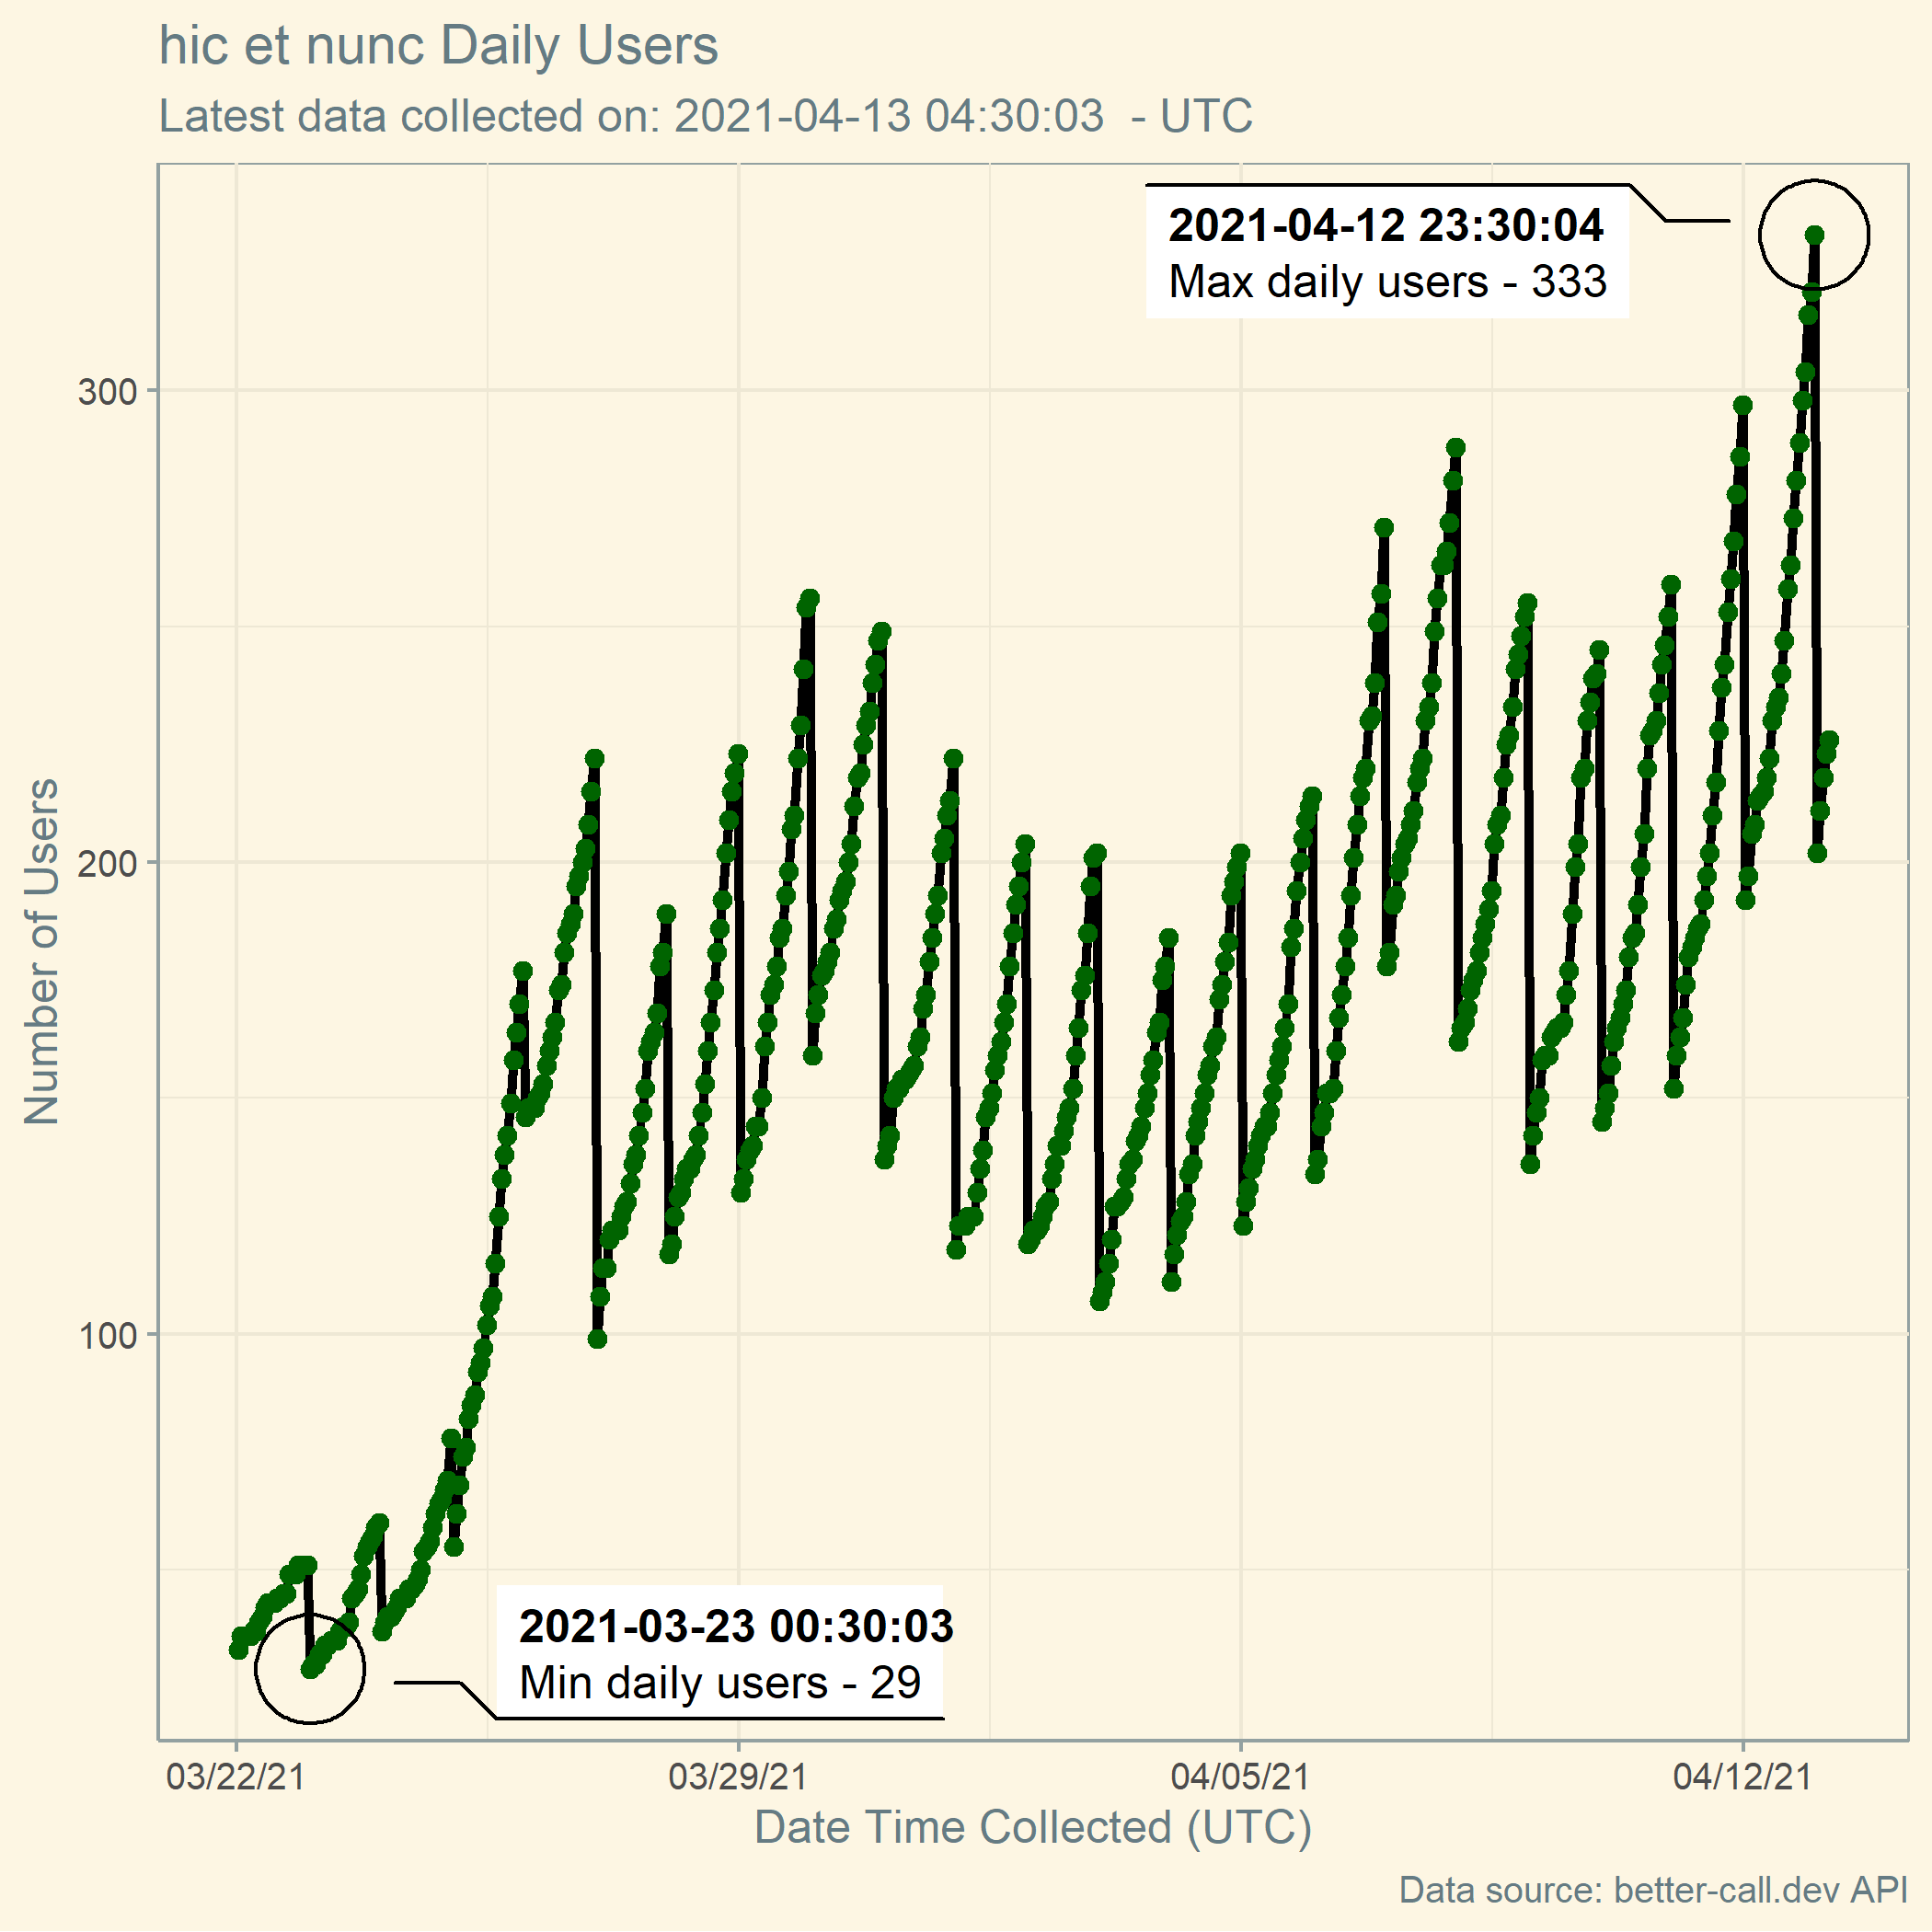 hic et nunc Daily Users
Latest data collected on: 2021-04-13 04:30:03  - UTC
2021-04-12 23:30:04
Max daily users - 333
300
200
100
Number of Users
2021-03-23 00:30:03
Min daily users - 29
03/22/21
03/29/21
04/05/21
04/12/21
Date Time Collected (UTC)
Data source: better-call.dev API